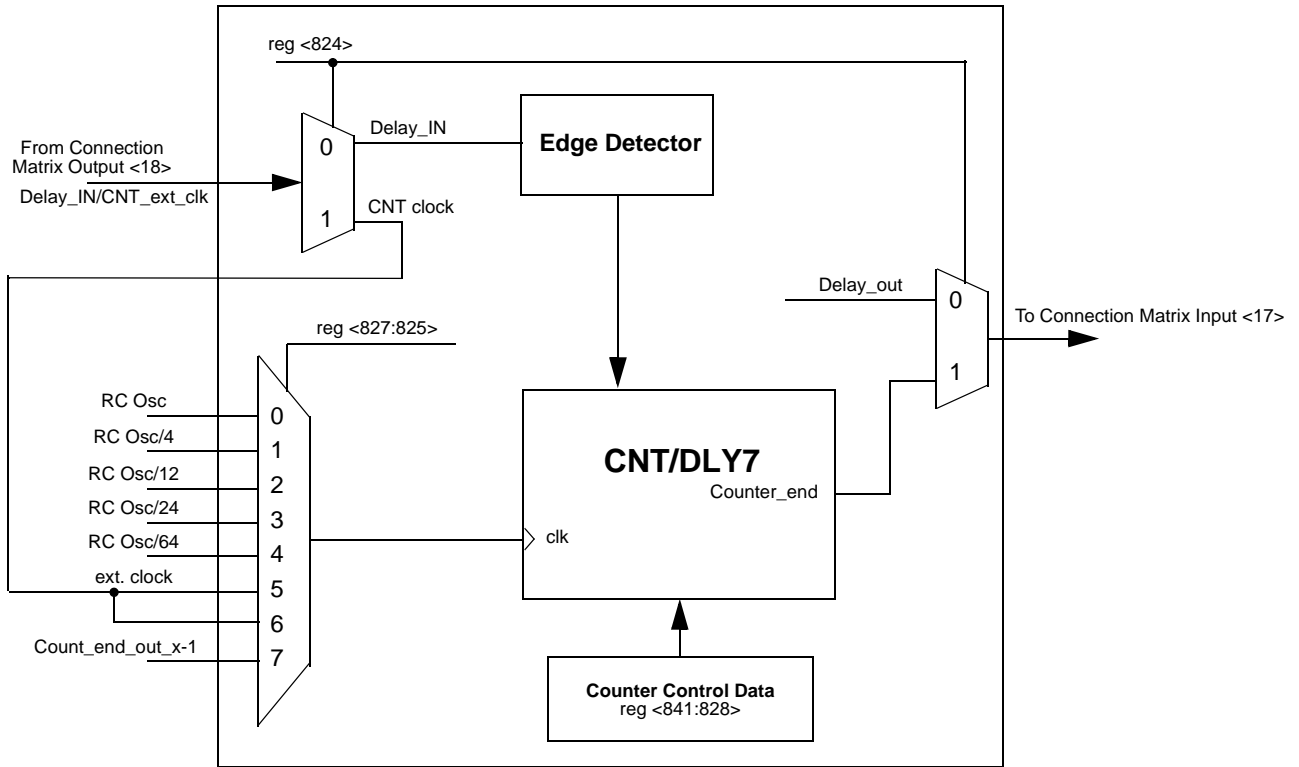 reg <824>
From Connection
Matrix Output <18>
Delay_IN/CNT_ext_clk
0
1
Delay_IN
CNT clock
Edge Detector
Delay_out
0
1
To Connection Matrix Input <17>
reg <827:825>
RC Osc
RC Osc/4
RC Osc/12
RC Osc/24
RC Osc/64
ext. clock
Count_end_out_x-1
0
1
2
3
4
5
6
7
CNT/DLY7
Counter_end
clk
Counter Control Data
reg <841:828>